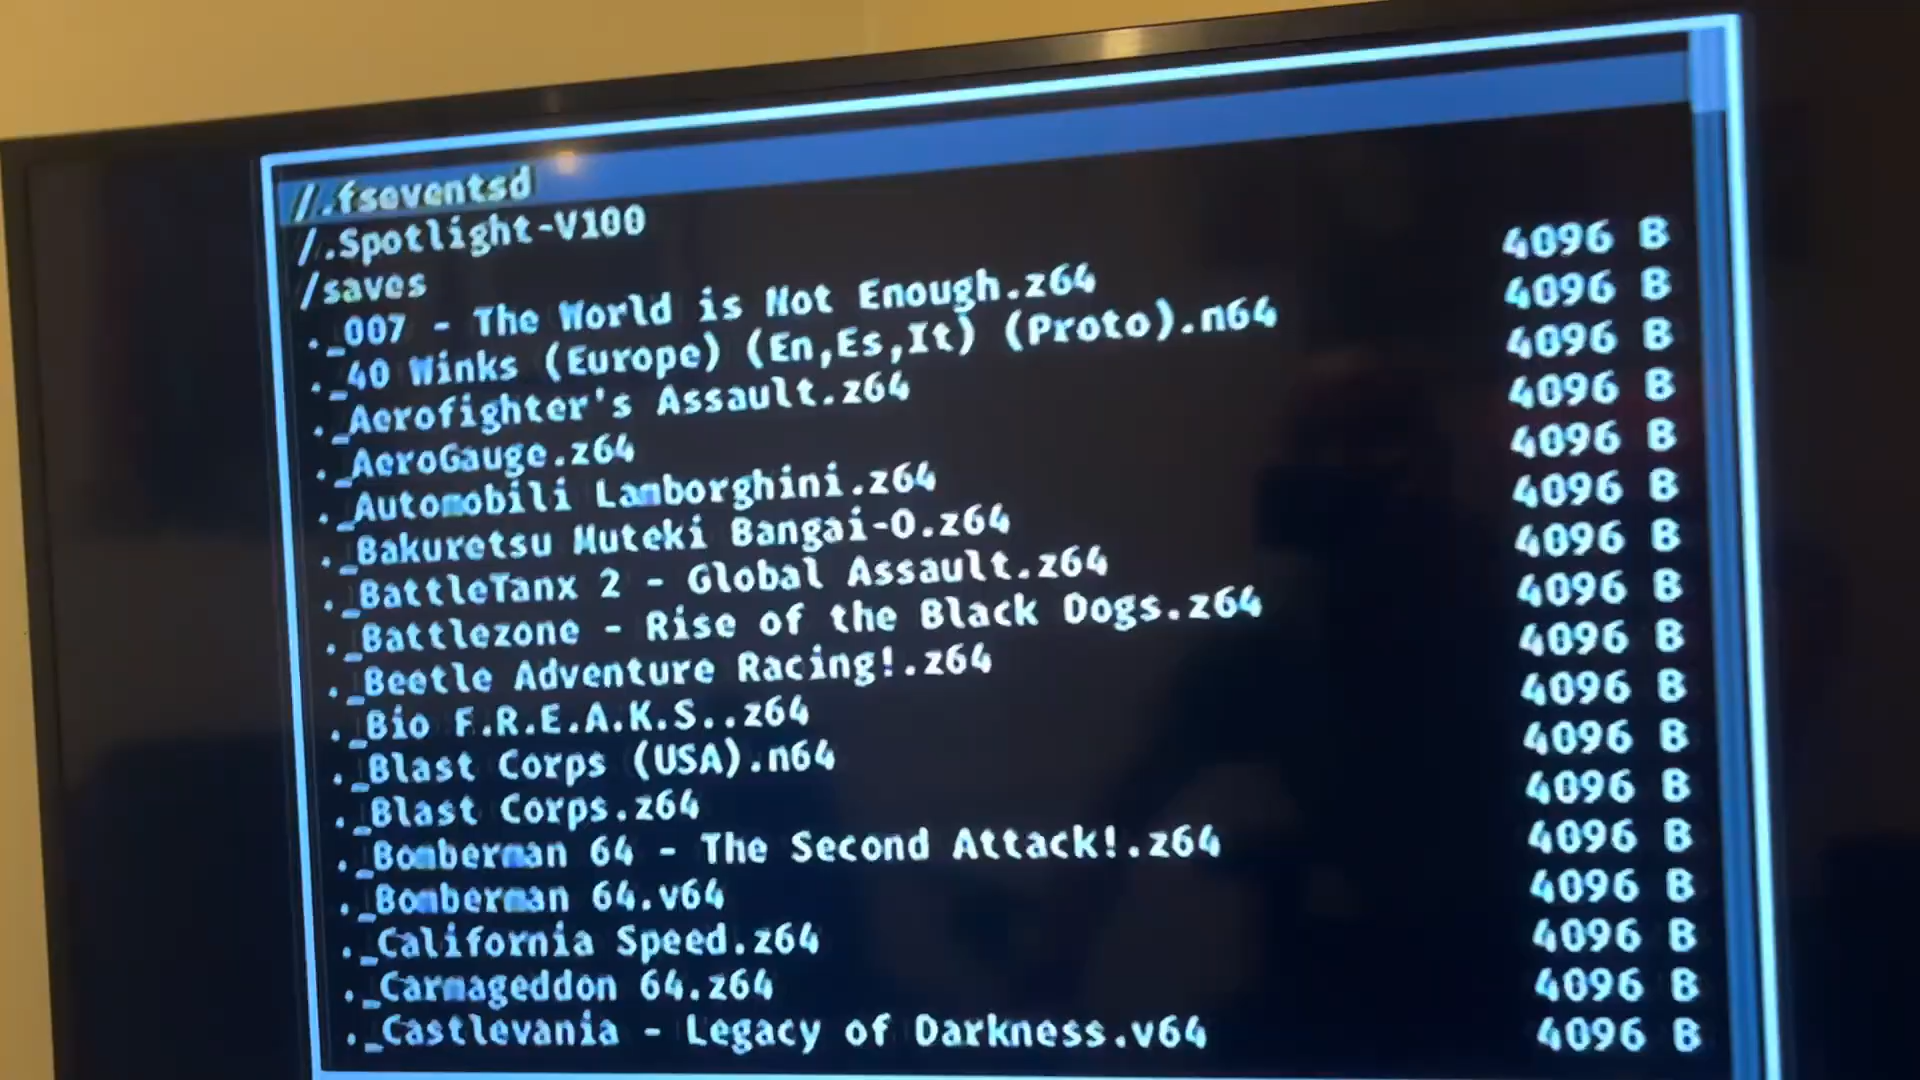 /.fseventsd
/.Spotlight-V100
/saves
._007 - The World is Not Enough.z64 4096 B
._40 Winks (Europe) (En,Es,It) (Proto).n64 4096 B
._Aerofighter's Assault.z64 4096 B
._AeroGauge.z64 4096 B
._Automobili Lamborghini.z64 4096 B
._Bakuretsu Muteki Bangai-O.z64 4096 B
._BattleTanx 2 - Global Assault.z64 4096 B
._Battlezone - Rise of the Black Dogs.z64 4096 B
._Beetle Adventure Racing!.z64 4096 B
._Bio F.R.E.A.K.S..z64 4096 B
._Blast Corps (USA).n64 4096 B
._Blast Corps.z64 4096 B
._Bomberman 64 - The Second Attack!.z64 4096 B
._Bomberman 64.v64 4096 B
._California Speed.z64 4096 B
._Carmageddon 64.z64 4096 B
._Castlevania - Legacy of Darkness.v64 4096 B